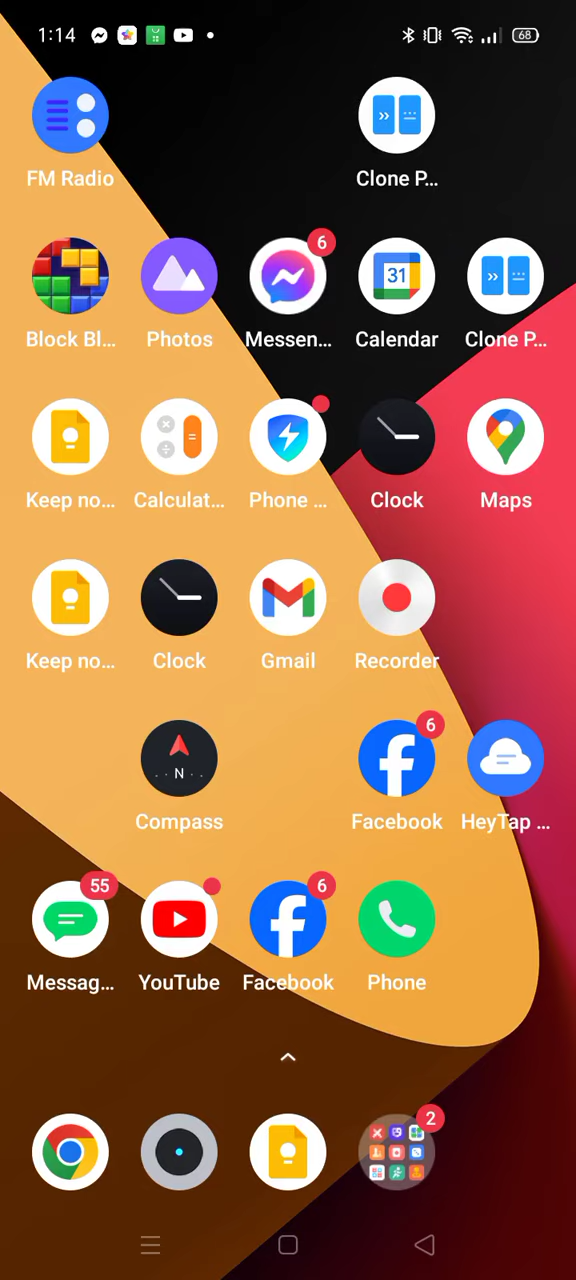 1:14 68
FM Radio Clone P...
6
31
Block Bl... Photos Messen... Calendar Clone P...
Keep no... Calculat... Phone ... Clock Maps
Keep no... Clock Gmail Recorder
6
N
Compass Facebook HeyTap ...
55 6
Messag... YouTube Facebook Phone
2